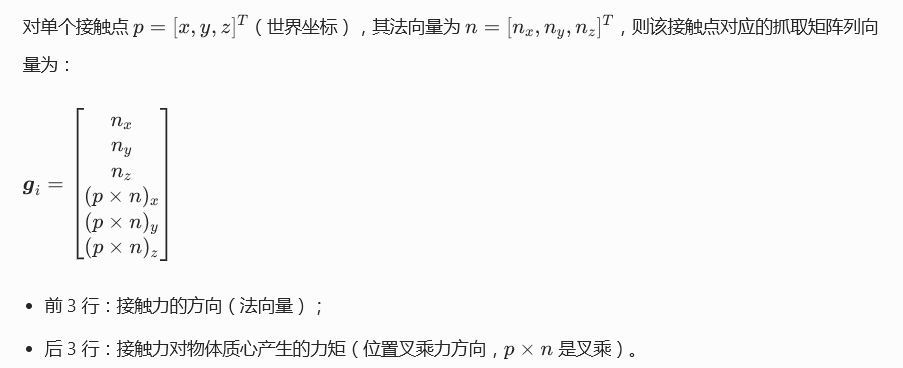 对单个接触点 $p = [x, y, z]^T$（世界坐标），其法向量为 $n = [n_x, n_y, n_z]^T$，则该接触点对应的抓取矩阵列向
量为：
$\boldsymbol{g}_i = \begin{bmatrix} n_x \\ n_y \\ n_z \\ (p \times n)_x \\ (p \times n)_y \\ (p \times n)_z \end{bmatrix}$
• 前 3 行：接触力的方向（法向量）；
• 后 3 行：接触力对物体质心产生的力矩（位置叉乘力方向，$p \times n$ 是叉乘）。